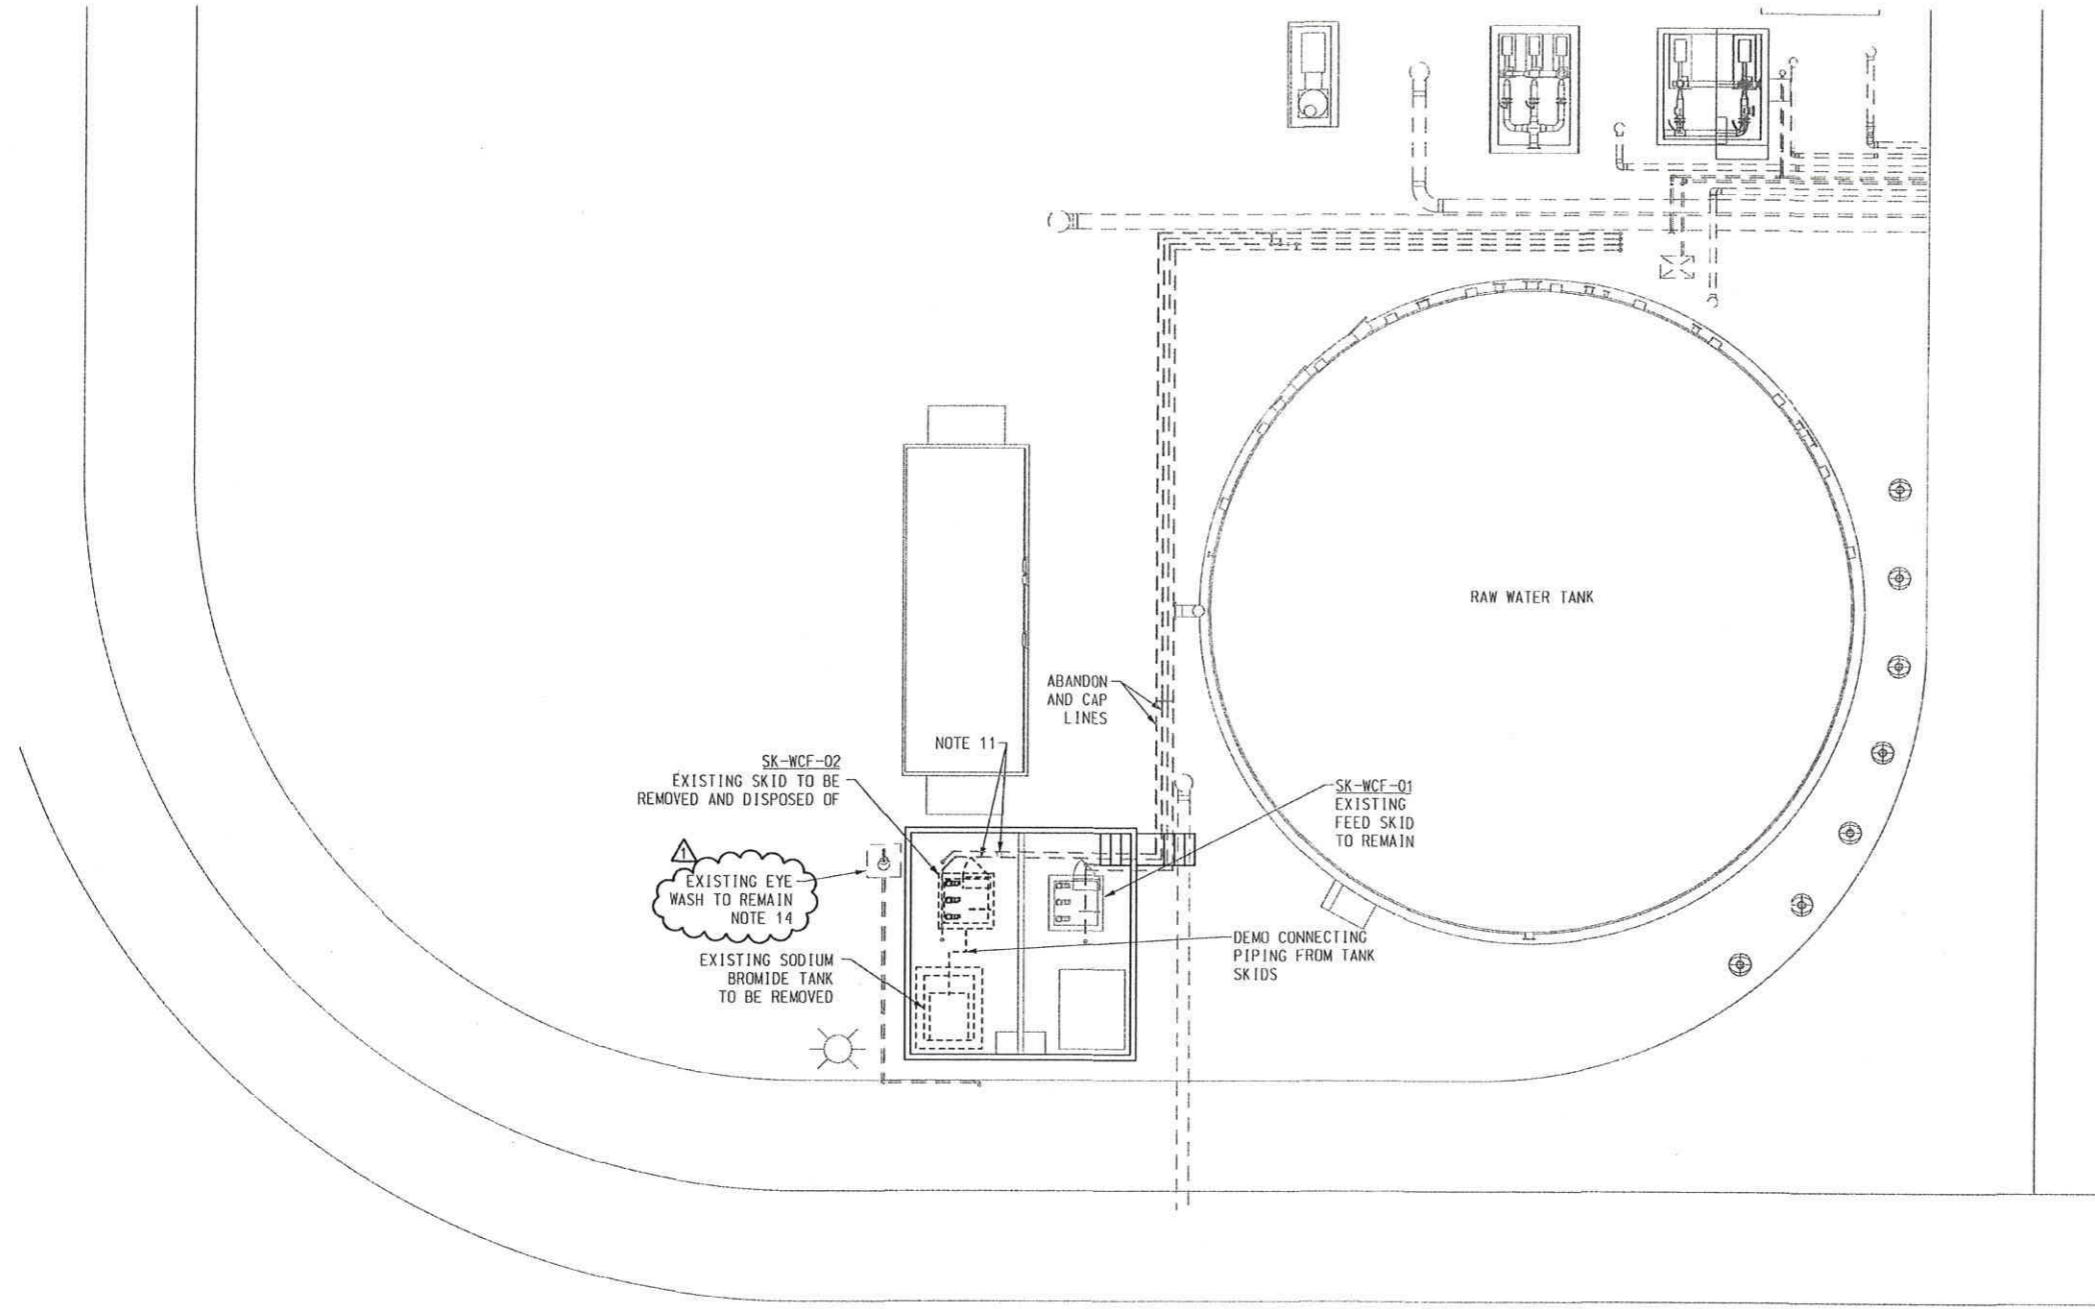 RAW WATER TANK
ABANDON
AND CAP
LINES
NOTE 11
SK-WCF-02
EXISTING SKID TO BE
REMOVED AND DISPOSED OF
SK-WCF-01
EXISTING
FEED SKID
TO REMAIN
1
EXISTING EYE
WASH TO REMAIN
NOTE 14
DEMO CONNECTING
PIPING FROM TANK
SKIDS
EXISTING SODIUM
BROMIDE TANK
TO BE REMOVED